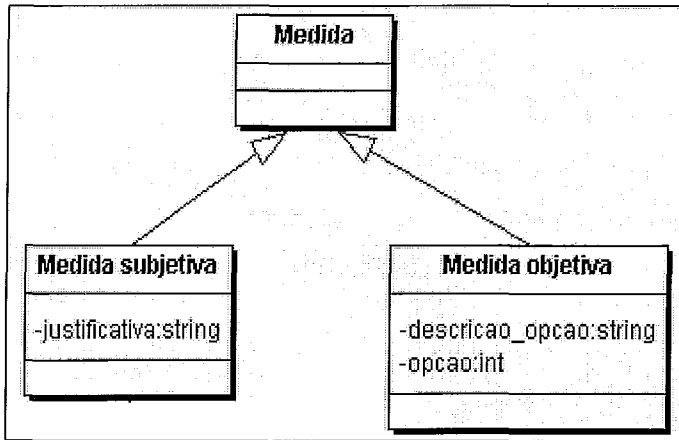 Medida
Medida subjetiva
-justificativa:string
Medida objetiva
-descricao_opcao:string
-opcao:int